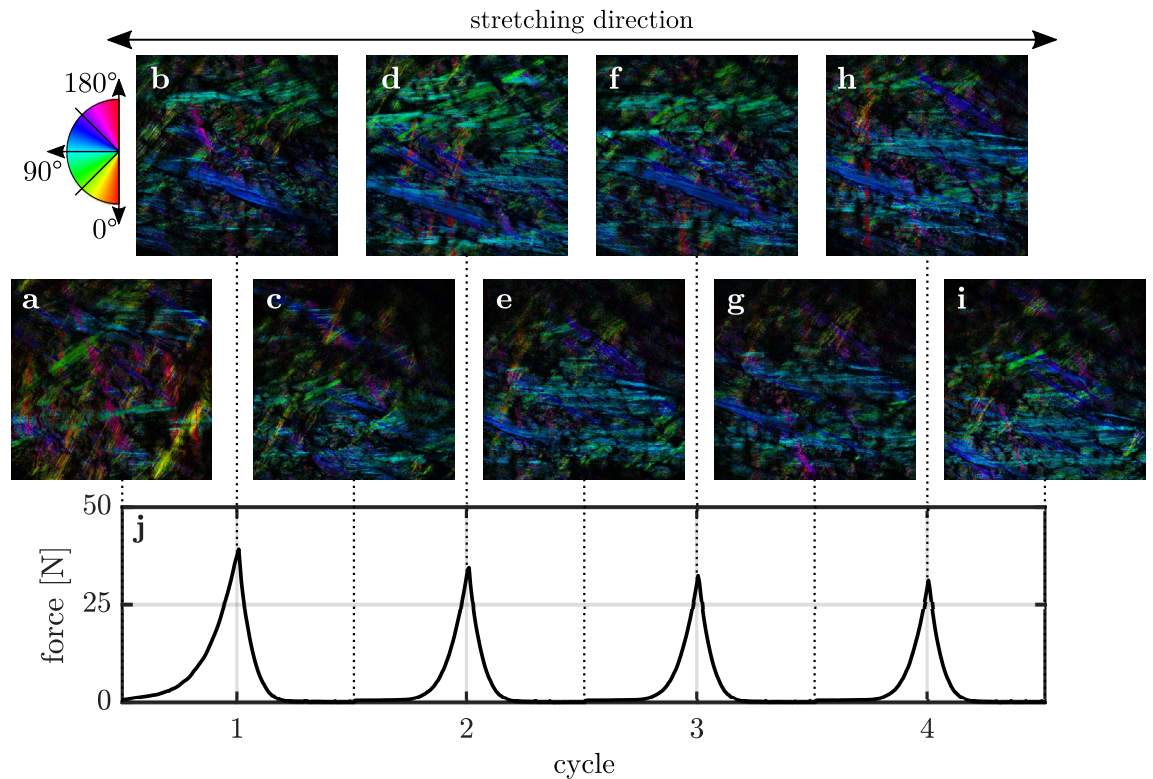 stretching direction
b
d
f
h
180°
90°
0°
a
c
e
g
i
j
50
25
0
force [N]
1
2
3
4
cycle